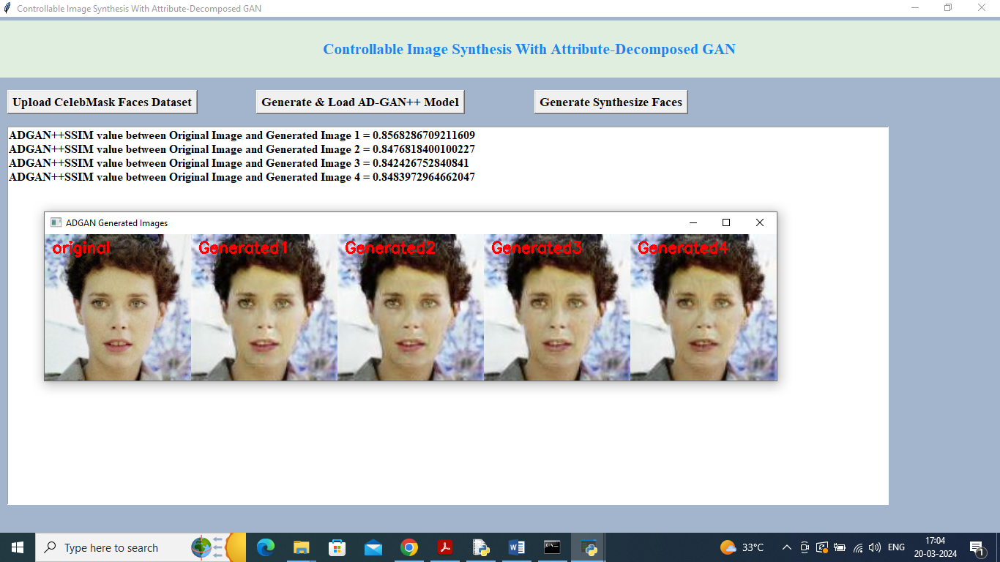 Controllable Image Synthesis With Attribute-Decomposed GAN
Controllable Image Synthesis With Attribute-Decomposed GAN
Upload CelebMask Faces Dataset
Generate & Load AD-GAN++ Model
Generate Synthesize Faces
ADGAN++SSIM value between Original Image and Generated Image 1 = 0.8568286709211609
ADGAN++SSIM value between Original Image and Generated Image 2 = 0.8476818400100227
ADGAN++SSIM value between Original Image and Generated Image 3 = 0.842426752840841
ADGAN++SSIM value between Original Image and Generated Image 4 = 0.8483972964662047
ADGAN Generated Images
original
Generated1
Generated2
Generated3
Generated4
Type here to search
33°C
ENG
17:04
20-03-2024
1